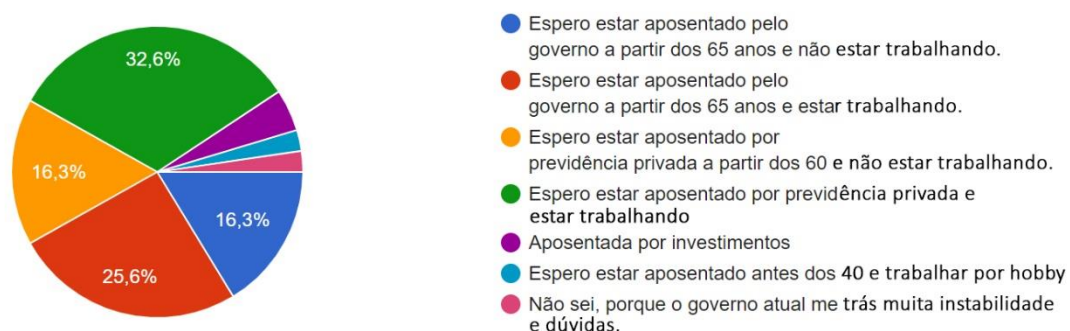 32,6%
16,3%
16,3%
25,6%
Espero estar aposentado pelo
governo a partir dos 65 anos e não estar trabalhando.
Espero estar aposentado pelo
governo a partir dos 65 anos e estar trabalhando.
Espero estar aposentado por
previdência privada a partir dos 60 e não estar trabalhando.
Espero estar aposentado por previdência privada e
estar trabalhando
Aposentada por investimentos
Espero estar aposentado antes dos 40 e trabalhar por hobby
Não sei, porque o governo atual me trás muita instabilidade
e dúvidas.